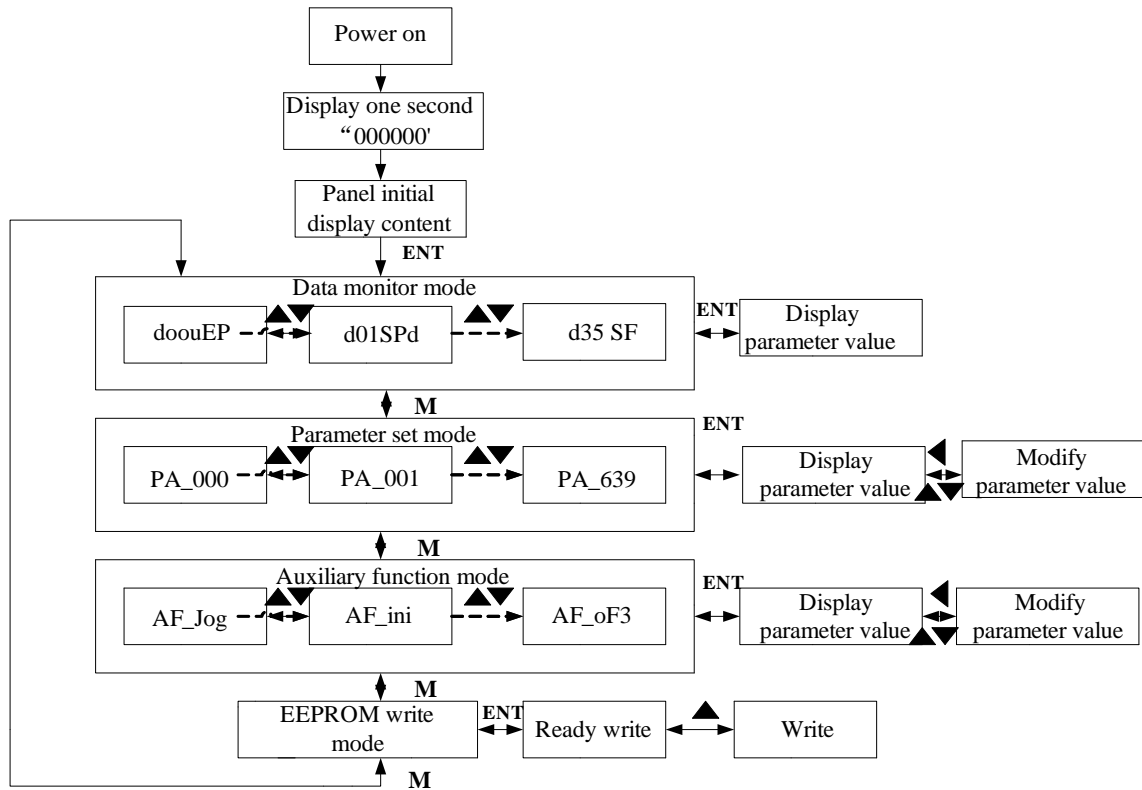 Power on
Display one second
“000000'
Panel initial
display content
ENT
Data monitor mode
doouEP
d01SPd
d35 SF
ENT
Display
parameter value
M
Parameter set mode
PA_000
PA_001
PA_639
ENT
Display
parameter value
Modify
parameter value
M
Auxiliary function mode
AF_Jog
AF_ini
AF_oF3
ENT
Display
parameter value
Modify
parameter value
M
EEPROM write
mode
ENT
Ready write
Write
M